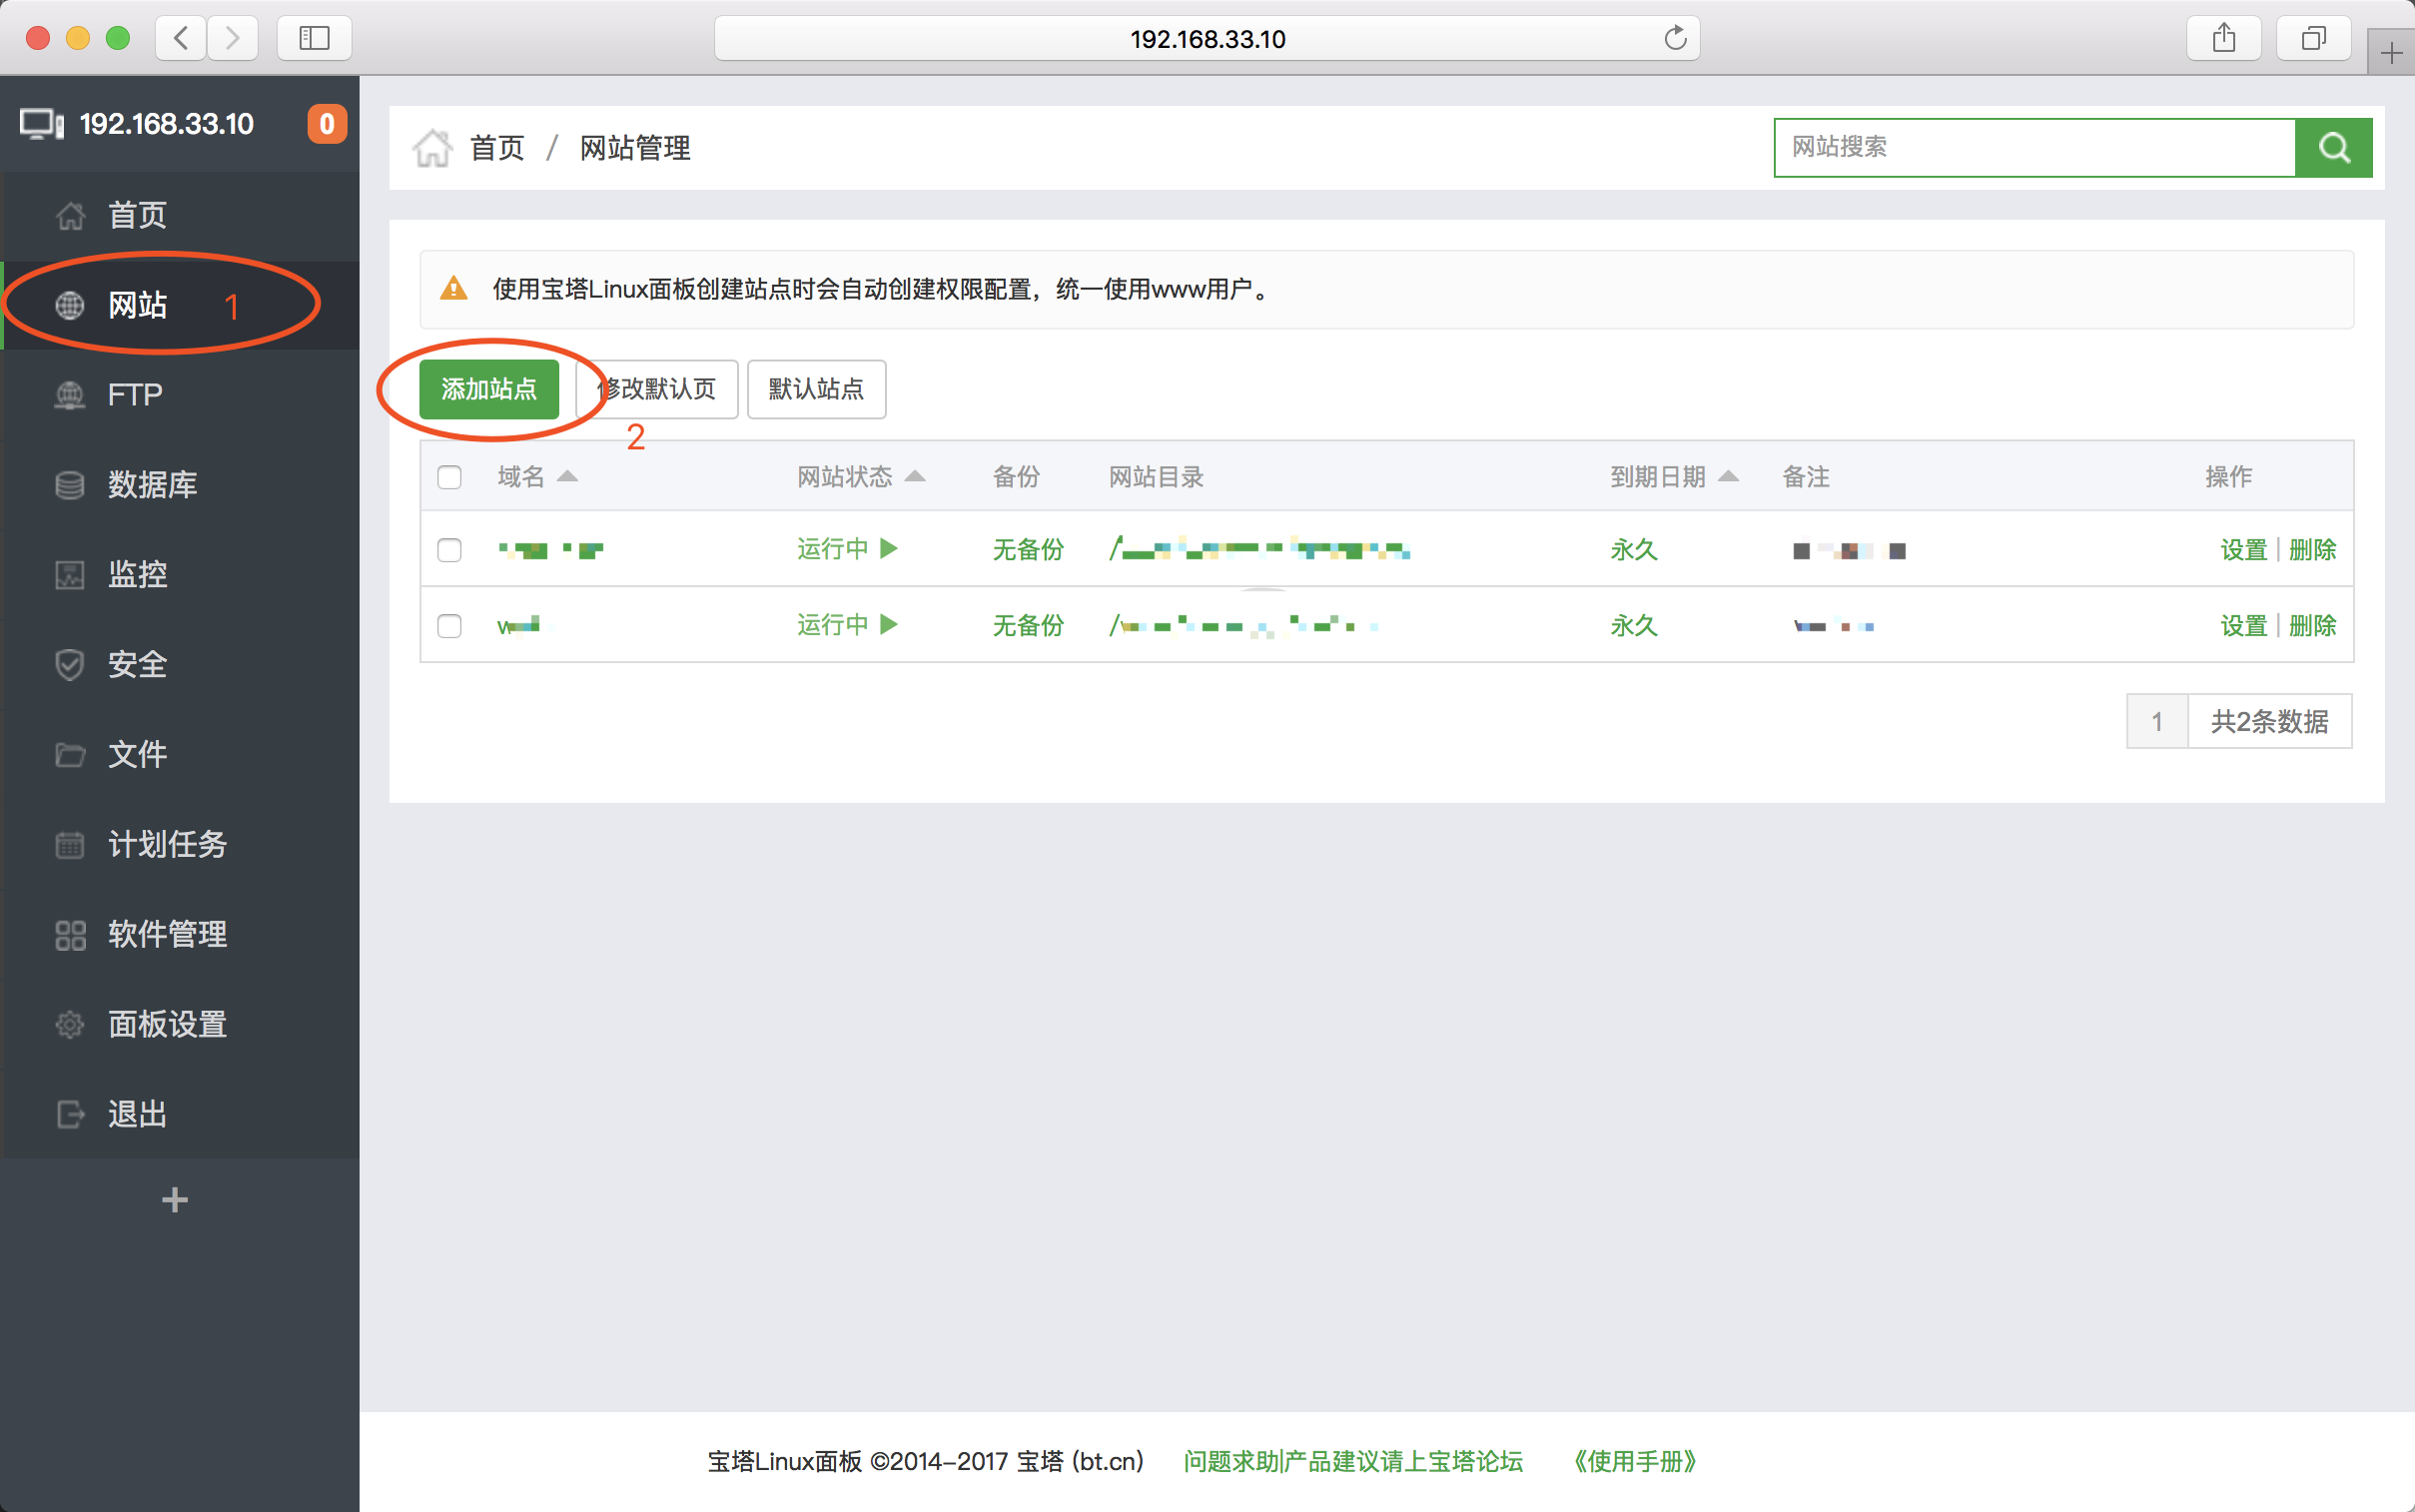 192.168.33.10
192.168.33.10 0
首页
网站 1
FTP
数据库
监控
安全
文件
计划任务
软件管理
面板设置
退出
首页 / 网站管理
网站搜索
使用宝塔Linux面板创建站点时会自动创建权限配置，统一使用www用户。
添加站点 修改默认页 默认站点
2
域名 网站状态 备份 网站目录 到期日期 备注 操作
运行中 无备份 / 永久 设置 | 删除
运行中 无备份 / 永久 设置 | 删除
1 共2条数据
宝塔Linux面板 ©2014-2017 宝塔 (bt.cn) 问题求助|产品建议请上宝塔论坛 《使用手册》